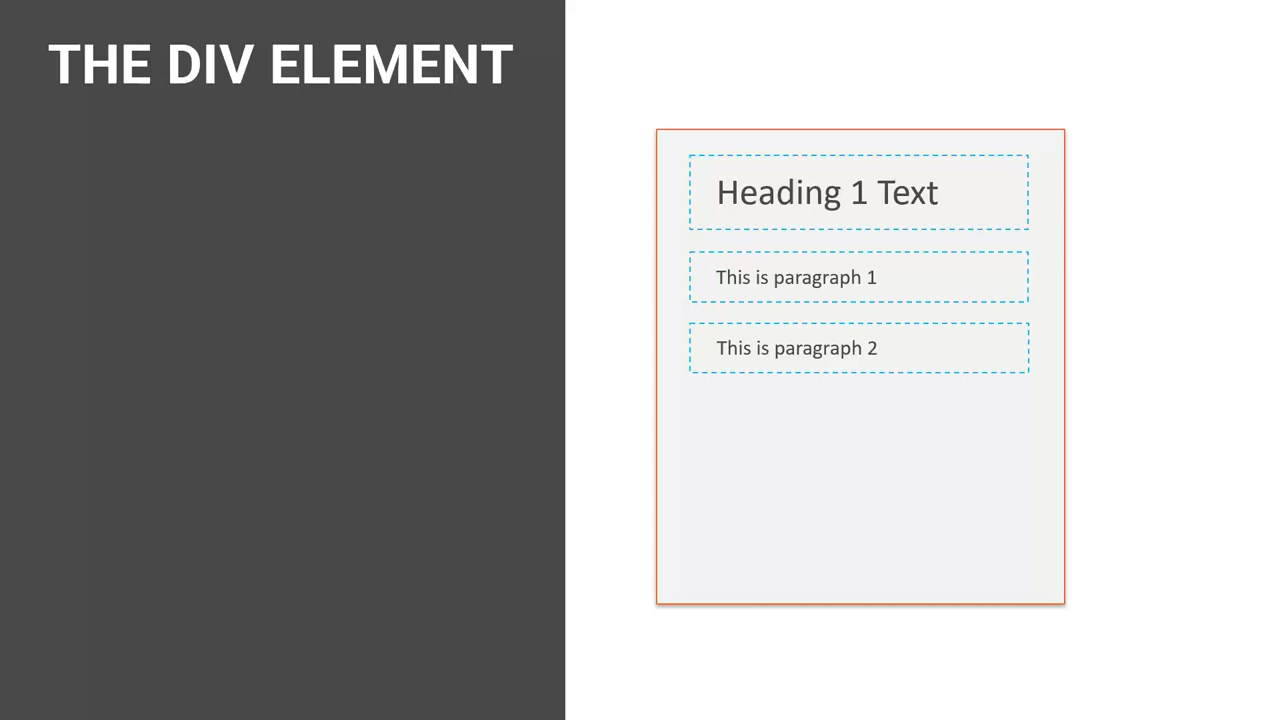 THE DIV ELEMENT
Heading 1 Text
This is paragraph 1
This is paragraph 2